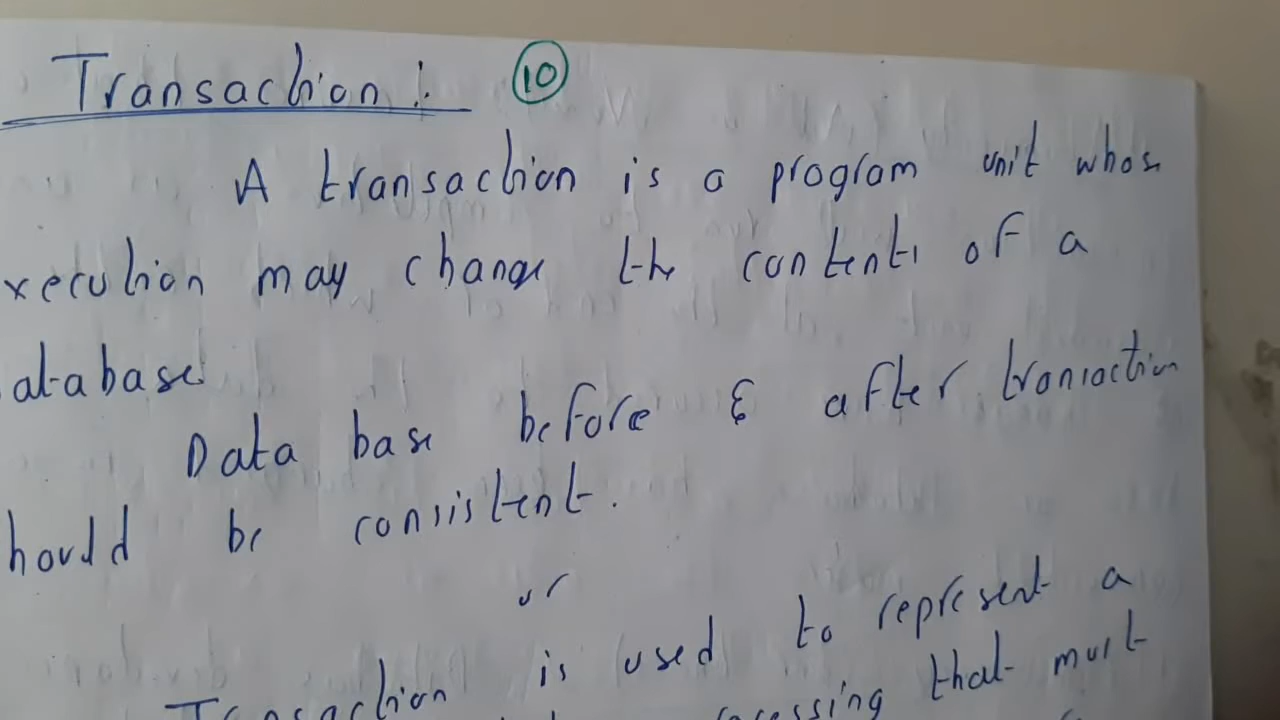 Transaction : 10
A transaction is a program unit whose
xecution may change the contents of a
atabase.
Data base before & after transaction
hould be consistent.
or
Transaction is used to represent a
ocessing that must